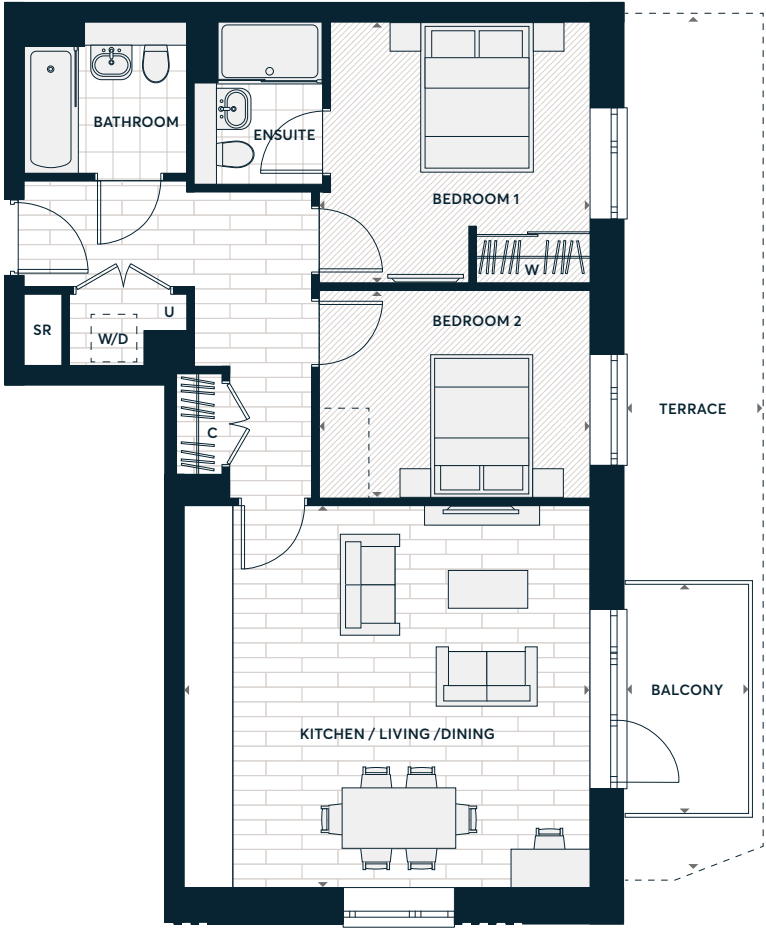 BATHROOM
ENSUITE
BEDROOM 1
W
U
SR
W/D
BEDROOM 2
TERRACE
C
BALCONY
KITCHEN / LIVING /DINING